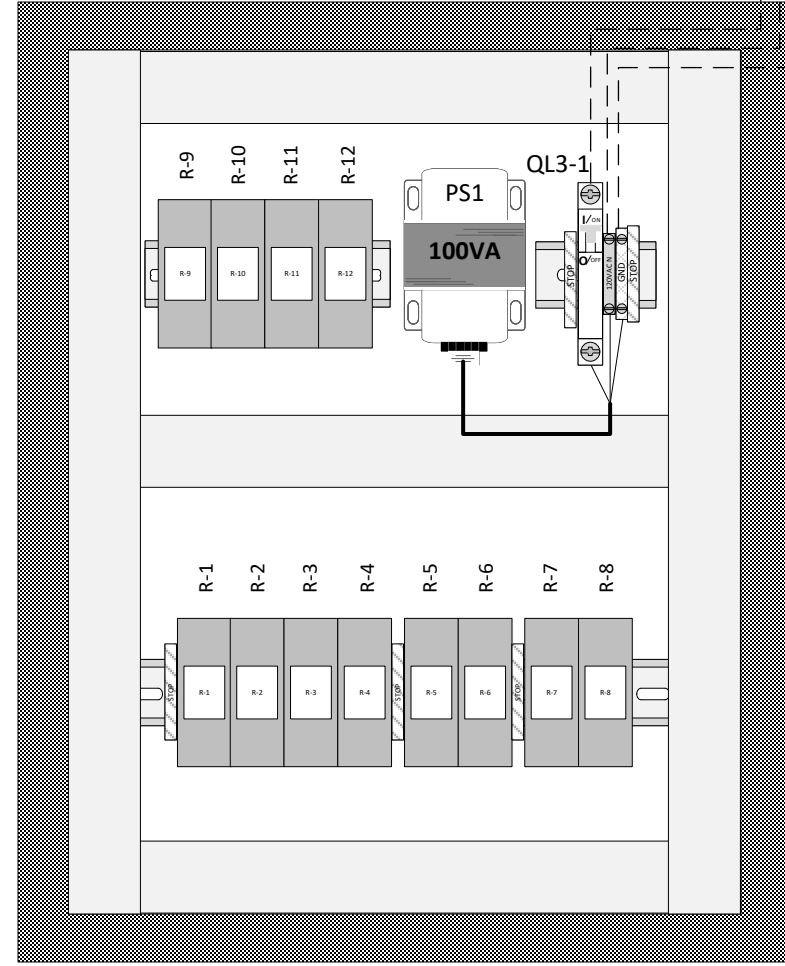 R-9
R-10
R-11
R-12
PS1
QL3-1
R-9
R-10
R-11
R-12
100VA
STOP
I/ON
O/OFF
120VAC N
GND
STOP
R-1
R-2
R-3
R-4
R-5
R-6
R-7
R-8
STOP
R-1
R-2
R-3
R-4
STOP
R-5
R-6
STOP
R-7
R-8